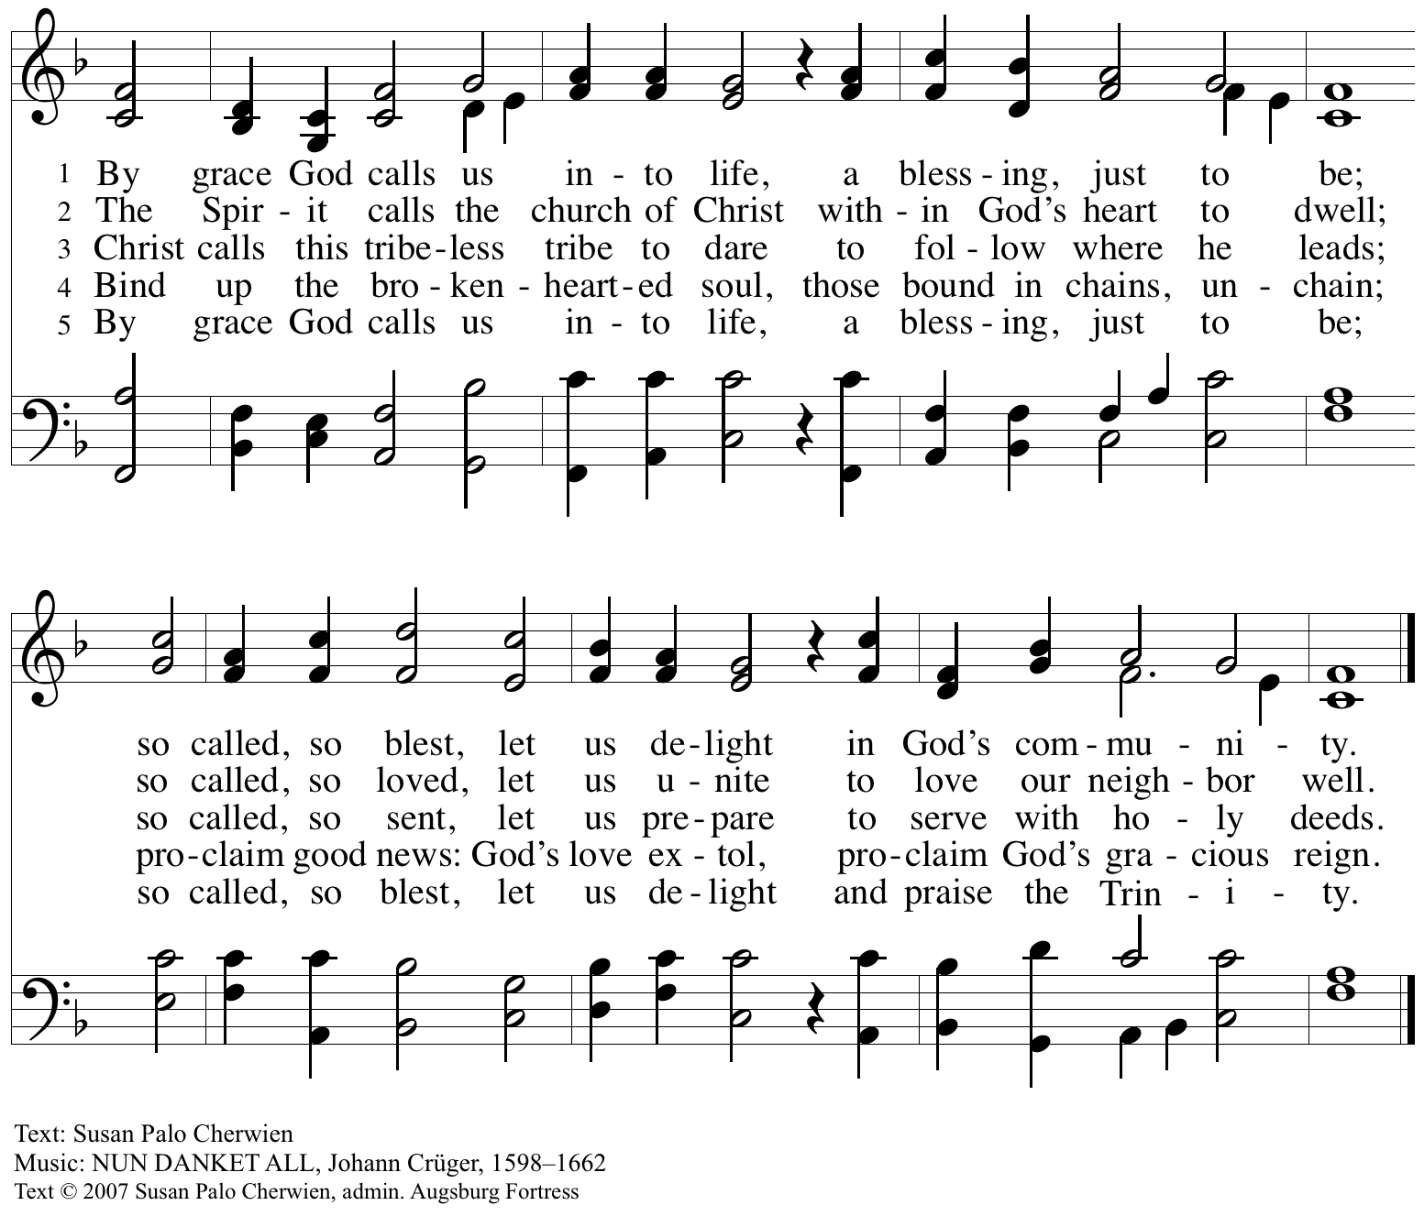 1 By grace God calls us in - to life, a bless - ing, just to be;
2 The Spir - it calls the church of Christ with - in God's heart to dwell;
3 Christ calls this tribe - less tribe to dare to fol - low where he leads;
4 Bind up the bro - ken - heart - ed soul, those bound in chains, un - chain;
5 By grace God calls us in - to life, a bless - ing, just to be;
so called, so blest, let us de - light in God's com - mu - ni - ty.
so called, so loved, let us u - nite to love our neigh - bor well.
so called, so sent, let us pre - pare to serve with ho - ly deeds.
pro - claim good news: God's love ex - tol, pro - claim God's gra - cious reign.
so called, so blest, let us de - light and praise the Trin - i - ty.
Text: Susan Palo Cherwien
Music: NUN DANKET ALL, Johann Crüger, 1598–1662
Text © 2007 Susan Palo Cherwien, admin. Augsburg Fortress